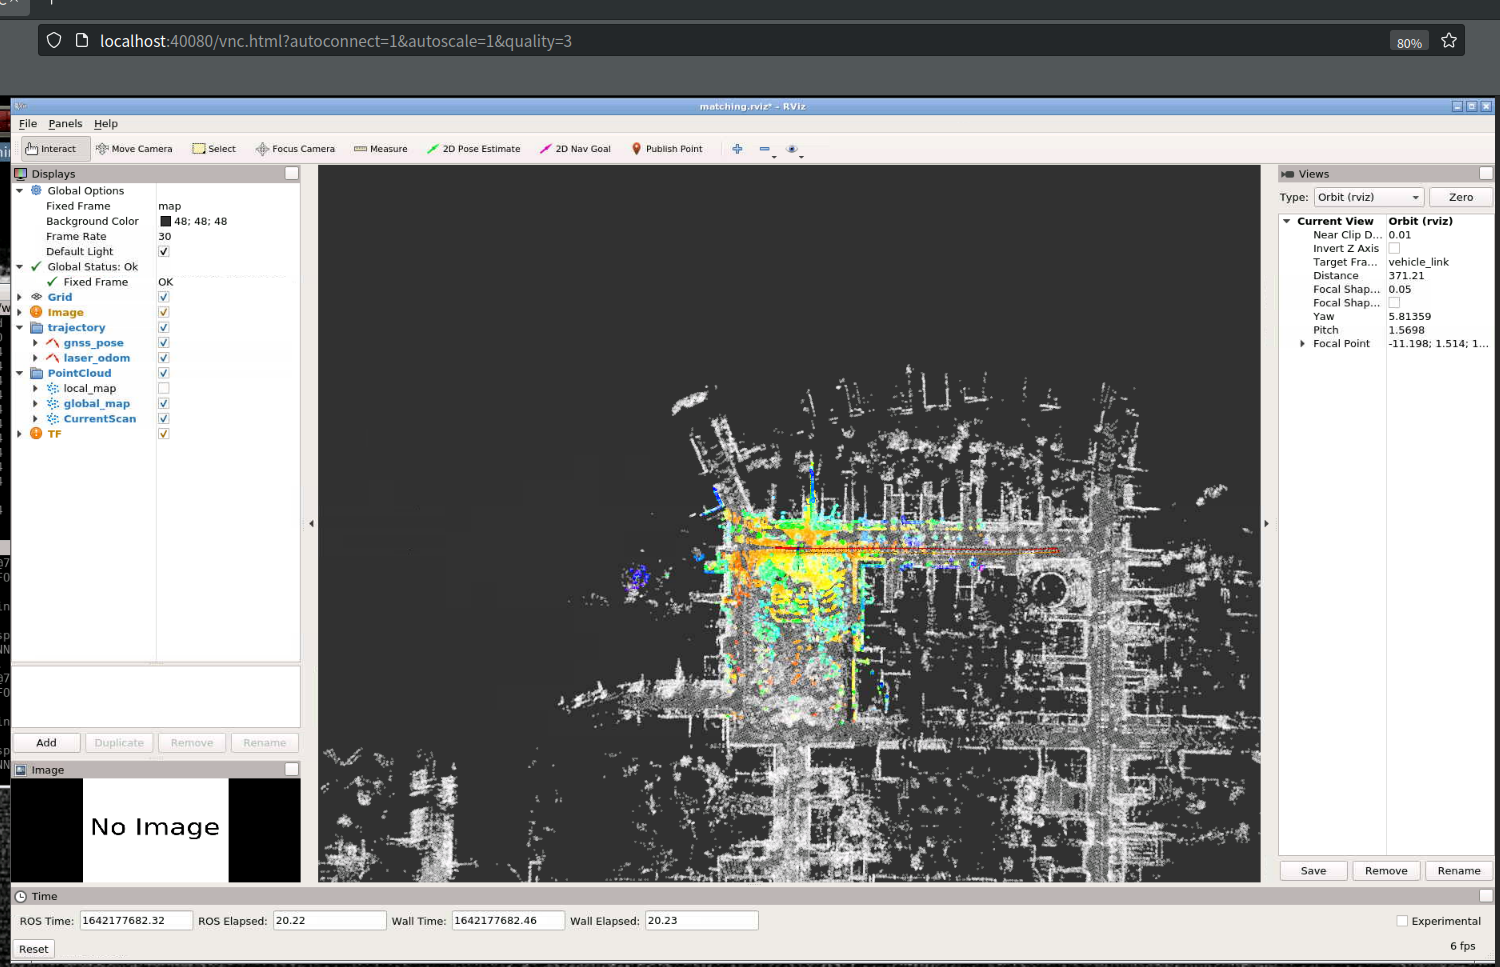 localhost:40080/vnc.html?autoconnect=1&autoscale=1&quality=3
80%
matching.rviz* - RViz
File Panels Help
Interact Move Camera Select Focus Camera Measure 2D Pose Estimate 2D Nav Goal Publish Point
Displays
Global Options
Fixed Frame map
Background Color 48; 48; 48
Frame Rate 30
Default Light
Global Status: Ok
Fixed Frame OK
Grid
Image
trajectory
gnss_pose
laser_odom
PointCloud
local_map
global_map
CurrentScan
TF
Add Duplicate Remove Rename
Image
No Image
Views
Type: Orbit (rviz) Zero
Current View Orbit (rviz)
Near Clip D... 0.01
Invert Z Axis
Target Fra... vehicle_link
Distance 371.21
Focal Shap... 0.05
Focal Shap...
Yaw 5.81359
Pitch 1.5698
Focal Point -11.198; 1.514; 1...
Save Remove Rename
Time
ROS Time: 1642177682.32 ROS Elapsed: 20.22 Wall Time: 1642177682.46 Wall Elapsed: 20.23 Experimental
Reset 6 fps